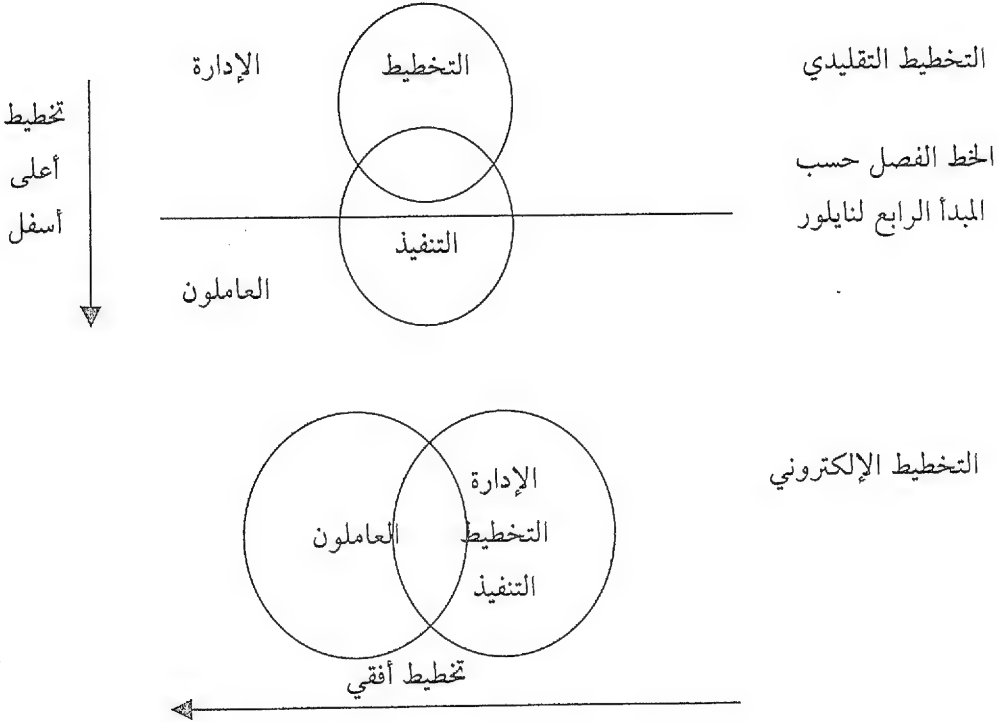 التخطيط التقليدي
التخطيط
الإدارة
تخطيط
أعلى
أسفل
الخط الفصل حسب
المبدأ الرابع لنايلور
التنفيذ
العاملون
التخطيط الإلكتروني
الإدارة
التخطيط
التنفيذ
العاملون
تخطيط أفقي